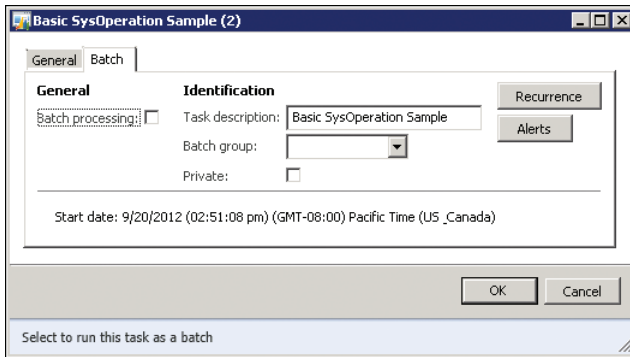 Basic SysOperation Sample (2)
General Batch
General
Identification
Recurrence
Batch processing:
Task description: Basic SysOperation Sample
Alerts
Batch group:
Private:
Start date: 9/20/2012 (02:51:08 pm) (GMT-08:00) Pacific Time (US _Canada)
OK Cancel
Select to run this task as a batch